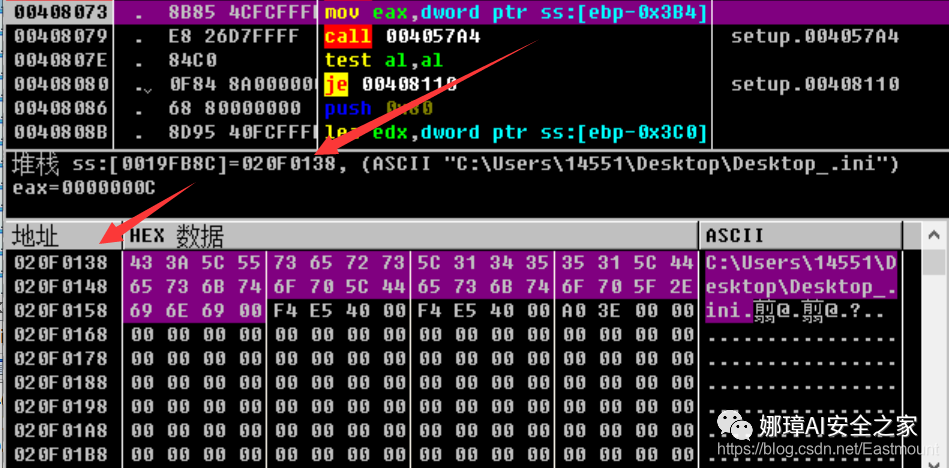 00408073 . 8B85 4CFCFFFF mov eax,dword ptr ss:[ebp-0x3B4]
00408079 . E8 26D7FFFF call 004057A4 setup.004057A4
0040807E . 84C0 test al,al
00408080 . 0F84 8A000000 je 00408110 setup.00408110
00408086 . 68 80000000 push 0x80
0040808B . 8D95 40FCFFFF lea edx,dword ptr ss:[ebp-0x3C0]
堆栈 ss:[0019FB8C]=020F0138, (ASCII "C:\Users\14551\Desktop\Desktop_.ini")
eax=0000000C
地址 HEX 数据 ASCII
020F0138 43 3A 5C 55 73 65 72 73 5C 31 34 35 35 31 5C 44 C:\Users\14551\D
020F0148 65 73 6B 74 6F 70 5C 44 65 73 6B 74 6F 70 5F 2E esktop\Desktop_.
020F0158 69 6E 69 00 F4 E5 40 00 F4 E5 40 00 A0 3E 00 00 ini.翦@.翦@.?..
020F0168 00 00 00 00 00 00 00 00 00 00 00 00 00 00 00 00 ................
020F0178 00 00 00 00 00 00 00 00 00 00 00 00 00 00 00 00 ................
020F0188 00 00 00 00 00 00 00 00 00 00 00 00 00 00 00 00 ................
020F0198 00 00 00 00 00 00 00 00 00 00 00 00 00 00 00 00
020F01A8 00 00 00 00 00 00 00 00 00 00 00 00 00 00 00 00
020F01B8 00 00 00 00 00 00 00 00 00 00 00 00 00 00 00 00
娜璋AI安全之家
https://blog.csdn.net/Eastmount